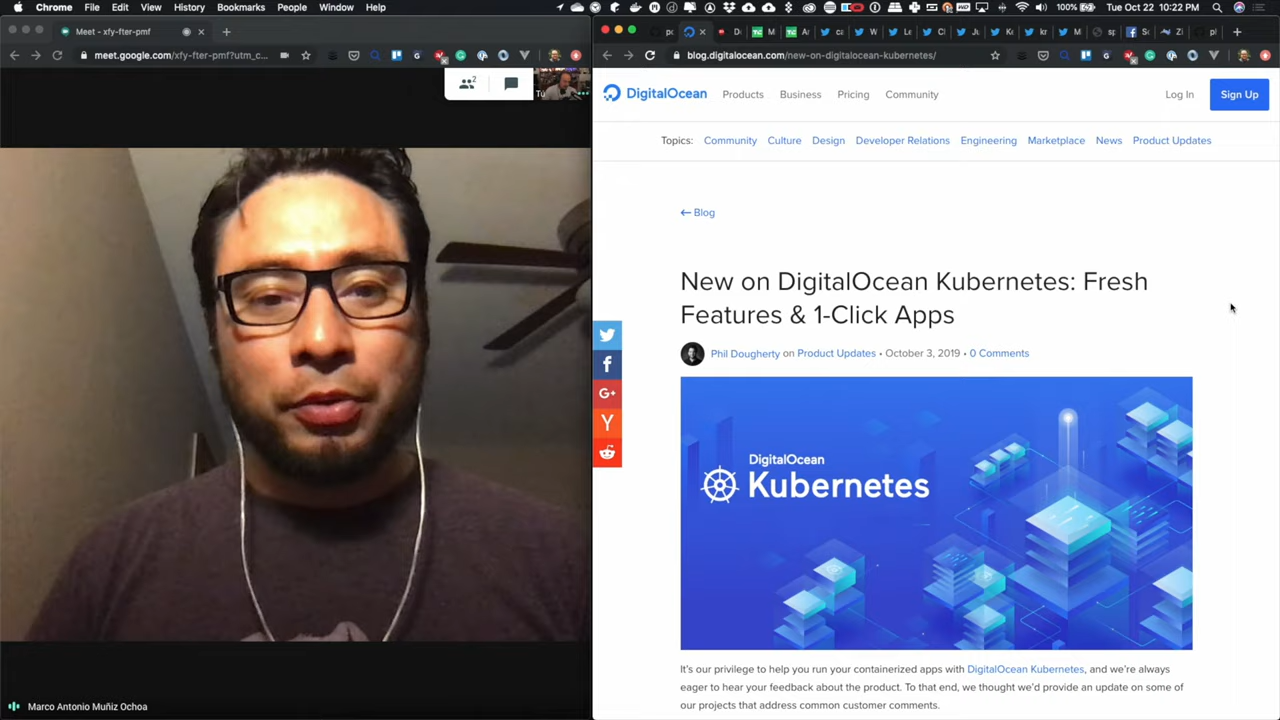 Chrome File Edit View History Bookmarks People Window Help
100% Tue Oct 22 10:22 PM
Meet - xfy-fter-pmf
meet.google.com/xfy-fter-pmf?utm_c...
2
Tú
blog.digitalocean.com/new-on-digitalocean-kubernetes/
DigitalOcean Products Business Pricing Community Log In Sign Up
Topics: Community Culture Design Developer Relations Engineering Marketplace News Product Updates
← Blog
New on DigitalOcean Kubernetes: Fresh
Features & 1-Click Apps
Phil Dougherty on Product Updates • October 3, 2019 • 0 Comments
DigitalOcean
Kubernetes
It's our privilege to help you run your containerized apps with DigitalOcean Kubernetes, and we're always
eager to hear your feedback about the product. To that end, we thought we'd provide an update on some of
our projects that address common customer comments.
Marco Antonio Muñiz Ochoa